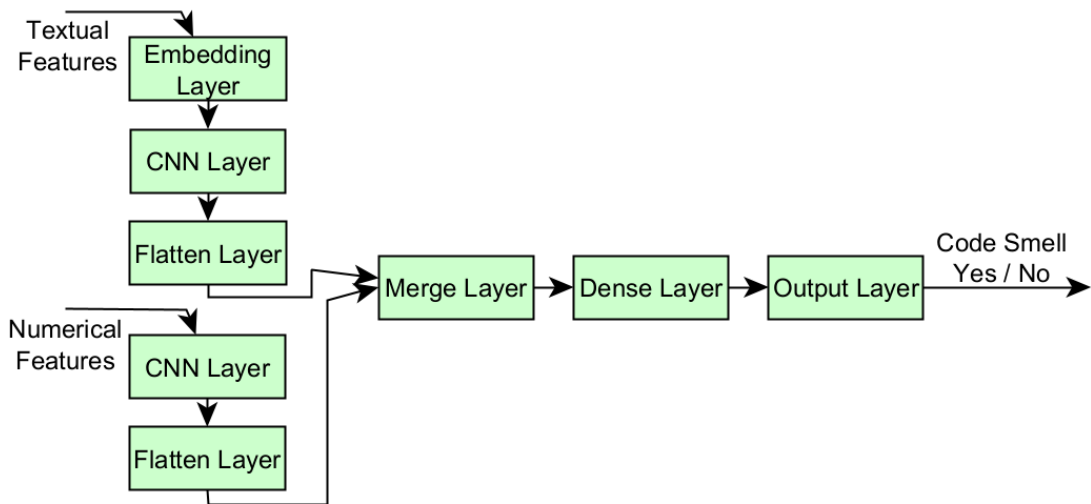 Textual
Features
Embedding
Layer
CNN Layer
Flatten Layer
Numerical
Features
CNN Layer
Flatten Layer
Merge Layer
Dense Layer
Output Layer
Code Smell
Yes / No